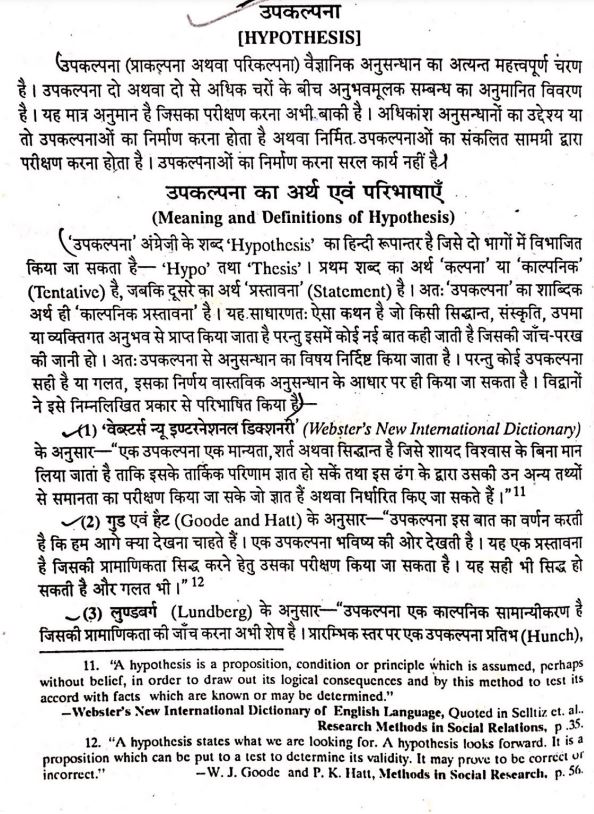 उपकल्पना
[HYPOTHESIS]
उपकल्पना (प्राकल्पना अथवा परिकल्पना) वैज्ञानिक अनुसन्धान का अत्यन्त महत्त्वपूर्ण चरण
है। उपकल्पना दो अथवा दो से अधिक चरों के बीच अनुभवमूलक सम्बन्ध का अनुमानित विवरण
है। यह मात्र अनुमान है जिसका परीक्षण करना अभी बाकी है। अधिकांश अनुसन्धानों का उद्देश्य या
तो उपकल्पनाओं का निर्माण करना होता है अथवा निर्मित उपकल्पनाओं का संकलित सामग्री द्वारा
परीक्षण करना होता है। उपकल्पनाओं का निर्माण करना सरल कार्य नहीं है।
उपकल्पना का अर्थ एवं परिभाषाएँ
(Meaning and Definitions of Hypothesis)
'उपकल्पना' अंग्रेजी के शब्द 'Hypothesis' का हिन्दी रूपान्तर है जिसे दो भागों में विभाजित
किया जा सकता है— 'Hypo' तथा 'Thesis'। प्रथम शब्द का अर्थ 'कल्पना' या 'काल्पनिक'
(Tentative) है, जबकि दूसरे का अर्थ 'प्रस्तावना' (Statement) है। अतः 'उपकल्पना' का शाब्दिक
अर्थ ही 'काल्पनिक प्रस्तावना' है। यह साधारणतः ऐसा कथन है जो किसी सिद्धान्त, संस्कृति, उपमा
या व्यक्तिगत अनुभव से प्राप्त किया जाता है परन्तु इसमें कोई नई बात कही जाती है जिसकी जाँच-परख
की जानी हो। अतः उपकल्पना से अनुसन्धान का विषय निर्दिष्ट किया जाता है। परन्तु कोई उपकल्पना
सही है या गलत, इसका निर्णय वास्तविक अनुसन्धान के आधार पर ही किया जा सकता है। विद्वानों
ने इसे निम्नलिखित प्रकार से परिभाषित किया है—
(1) 'वेब्स्टर्स न्यू इण्टरनेशनल डिक्शनरी' (Webster's New International Dictionary)
के अनुसार—"एक उपकल्पना एक मान्यता, शर्त अथवा सिद्धान्त है जिसे शायद विश्वास के बिना मान
लिया जाता है ताकि इसके तार्किक परिणाम ज्ञात हो सकें तथा इस ढंग के द्वारा उसकी उन अन्य तथ्यों
से समानता का परीक्षण किया जा सके जो ज्ञात हैं अथवा निर्धारित किए जा सकते हैं।"11
(2) गुड एवं हैट (Goode and Hatt) के अनुसार—"उपकल्पना इस बात का वर्णन करती
है कि हम आगे क्या देखना चाहते हैं। एक उपकल्पना भविष्य की ओर देखती है। यह एक प्रस्तावना
है जिसकी प्रामाणिकता सिद्ध करने हेतु उसका परीक्षण किया जा सकता है। यह सही भी सिद्ध हो
सकती है और गलत भी।"12
(3) लुण्डबर्ग (Lundberg) के अनुसार—"उपकल्पना एक काल्पनिक सामान्यीकरण है
जिसकी प्रामाणिकता की जाँच करना अभी शेष है। प्रारम्भिक स्तर पर एक उपकल्पना प्रतिभ (Hunch),
11. "A hypothesis is a proposition, condition or principle which is assumed, perhaps
without belief, in order to draw out its logical consequences and by this method to test its
accord with facts which are known or may be determined."
—Webster's New International Dictionary of English Language, Quoted in Selltiz et. al..
Research Methods in Social Relations, p .35.
12. "A hypothesis states what we are looking for. A hypothesis looks forward. It is a
proposition which can be put to a test to determine its validity. It may prove to be correct or
incorrect." —W. J. Goode and P. K. Hatt, Methods in Social Research, p. 56.